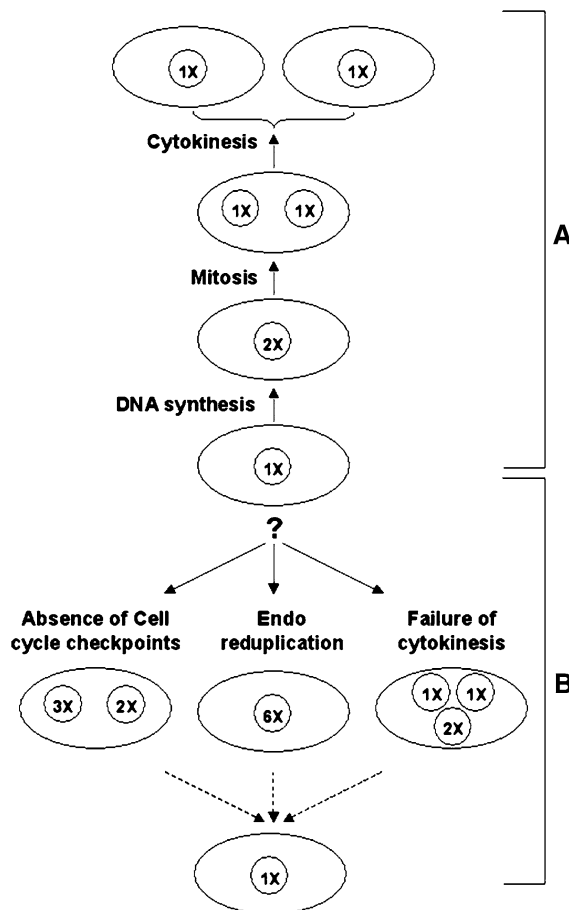 1X 1X
Cytokinesis
1X 1X
A
Mitosis
2X
DNA synthesis
1X
?
Absence of Cell
cycle checkpoints
Endo
reduplication
Failure of
cytokinesis
B
3X 2X
6X
1X 1X
2X
1X